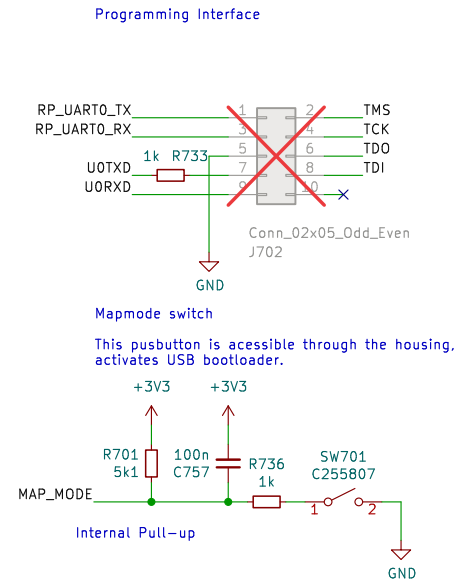 Programming Interface
RP_UART0_TX 1 2 TMS
RP_UART0_RX 3 4 TCK
5 6 TDO
1k R733
U0TXD 7 8 TDI
U0RXD 9 10
Conn_02x05_Odd_Even
J702
GND
Mapmode switch
This pusbutton is acessible through the housing,
activates USB bootloader.
+3V3 +3V3
R701 100n
5k1 C757
R736
1k
SW701
C255807
MAP_MODE
1 2
Internal Pull-up
GND